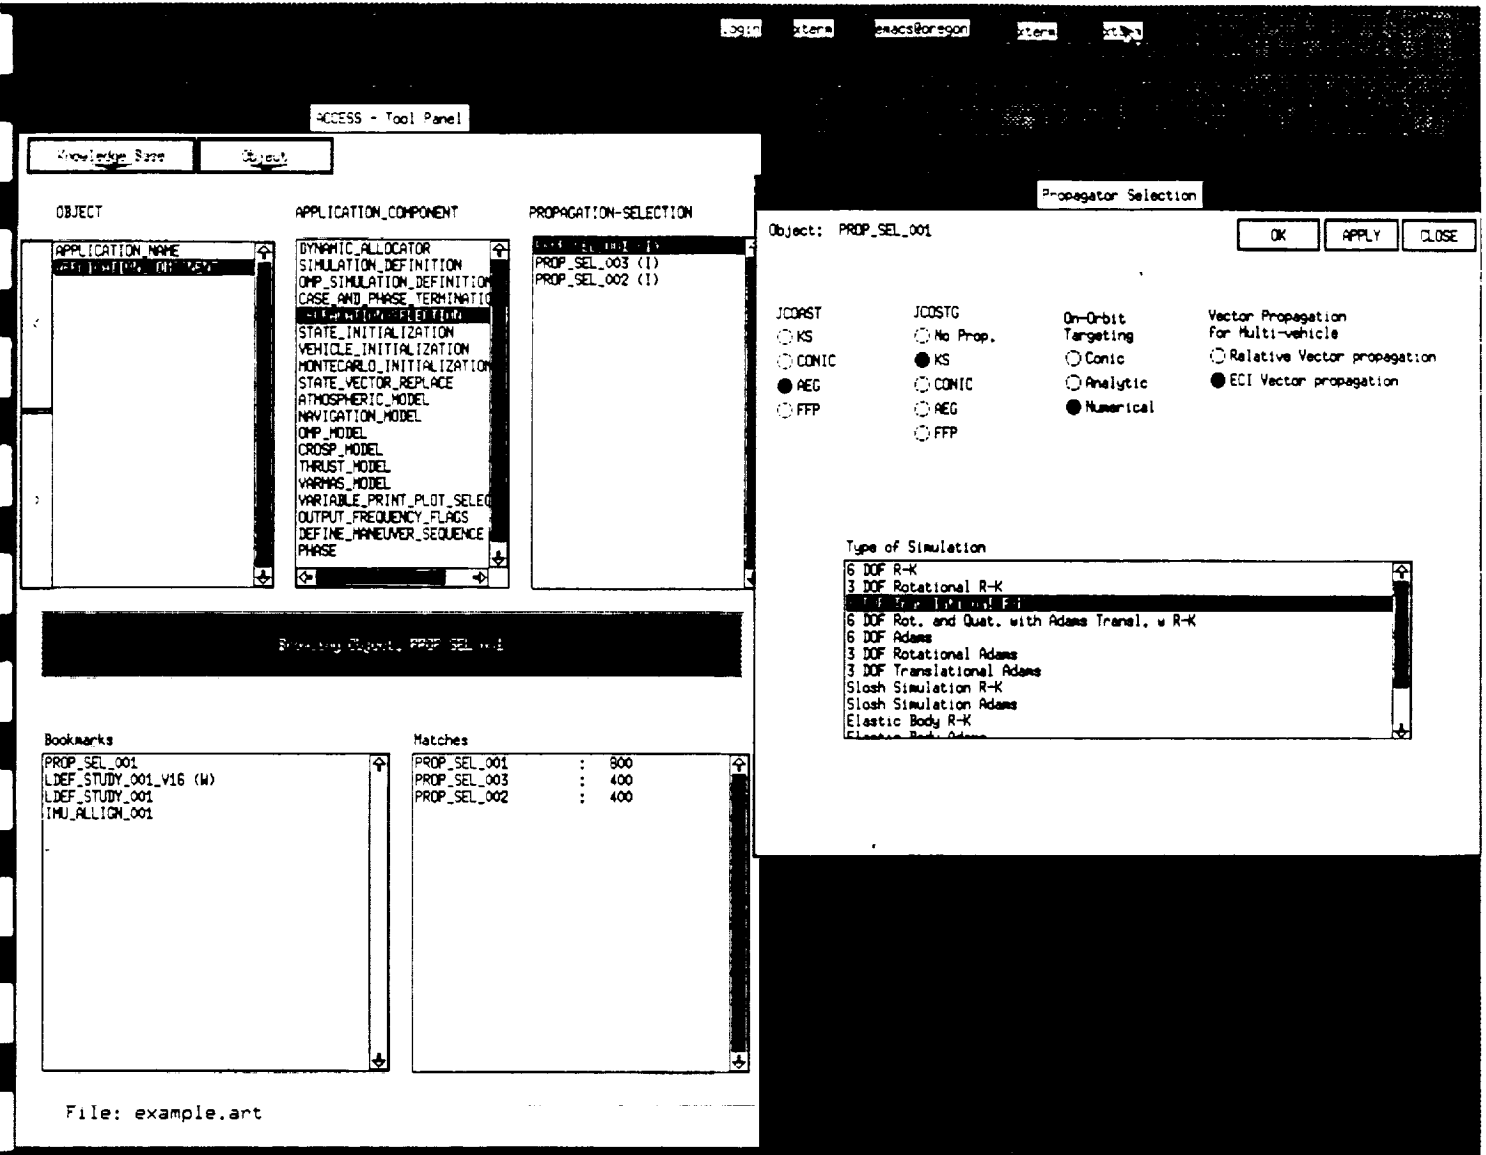 xterm emacs@oregon xterm
ACCESS - Tool Panel
Knowledge Base Object
OBJECT
APPLICATION_NAME
APPLICATION_COMPONENT
DYNAMIC_ALLOCATOR
SIMULATION_DEFINITION
OMP_SIMULATION_DEFINITION
CASE_AND_PHASE_TERMINATIO
STATE_INITIALIZATION
VEHICLE_INITIALIZATION
MONTECARLO_INITIALIZATION
STATE_VECTOR_REPLACE
ATMOSPHERIC_MODEL
NAVIGATION_MODEL
OMP_MODEL
CROSP_MODEL
THRUST_MODEL
VARMAS_MODEL
VARIABLE_PRINT_PLOT_SELEC
OUTPUT_FREQUENCY_FLAGS
DEFINE_MANEUVER_SEQUENCE
PHASE
PROPAGATION-SELECTION
PROP_SEL_003 (I)
PROP_SEL_002 (I)
Browsing Object, PROP_SEL_001
Bookmarks
PROP_SEL_001
LDEF_STUDY_001_V16 (W)
LDEF_STUDY_001
IMU_ALLIGN_001
Matches
PROP_SEL_001 : 800
PROP_SEL_003 : 400
PROP_SEL_002 : 400
File: example.art
Propagator Selection
Object: PROP_SEL_001
OK APPLY CLOSE
JCOAST
KS
CONIC
AEG
FFP
JCOSTG
No Prop.
KS
CONIC
AEG
FFP
On-Orbit
Targeting
Conic
Analytic
Numerical
Vector Propagation
for Multi-vehicle
Relative Vector propagation
ECI Vector propagation
Type of Simulation
6 DOF R-K
3 DOF Rotational R-K
6 DOF Rot. and Quat. with Adams Transl. w R-K
6 DOF Adams
3 DOF Rotational Adams
3 DOF Translational Adams
Slosh Simulation R-K
Slosh Simulation Adams
Elastic Body R-K
Elastic Body Adams